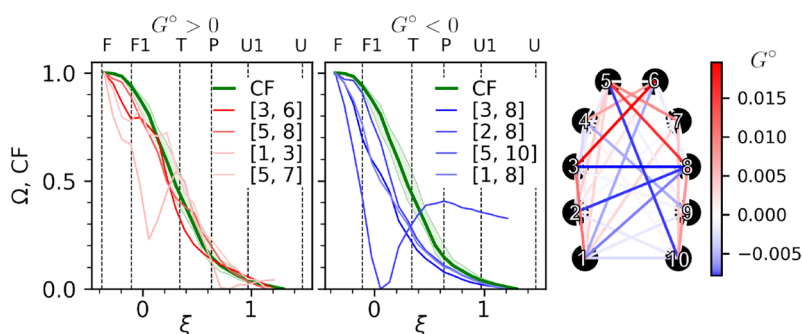 G° > 0
F F1 T P U1 U
1.0
0.5
0.0
Ω, CF
CF
[3, 6]
[5, 8]
[1, 3]
[5, 7]
0 1
ξ
G° < 0
F F1 T P U1 U
CF
[3, 8]
[2, 8]
[5, 10]
[1, 8]
0 1
ξ
5 6
4 7
3 8
2 9
1 10
G°
0.015
0.010
0.005
0.000
−0.005